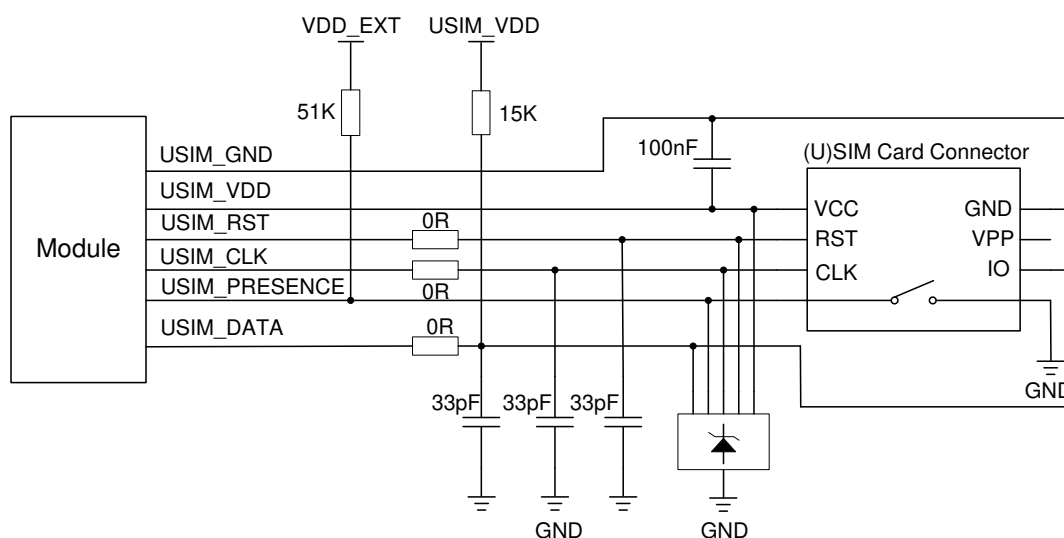 VDD_EXT USIM_VDD
51K 15K
USIM_GND
100nF
(U)SIM Card Connector
USIM_VDD
VCC GND
USIM_RST
0R
RST VPP
Module
USIM_CLK
CLK IO
USIM_PRESENCE
0R
USIM_DATA
0R
GND
33pF 33pF 33pF
GND GND